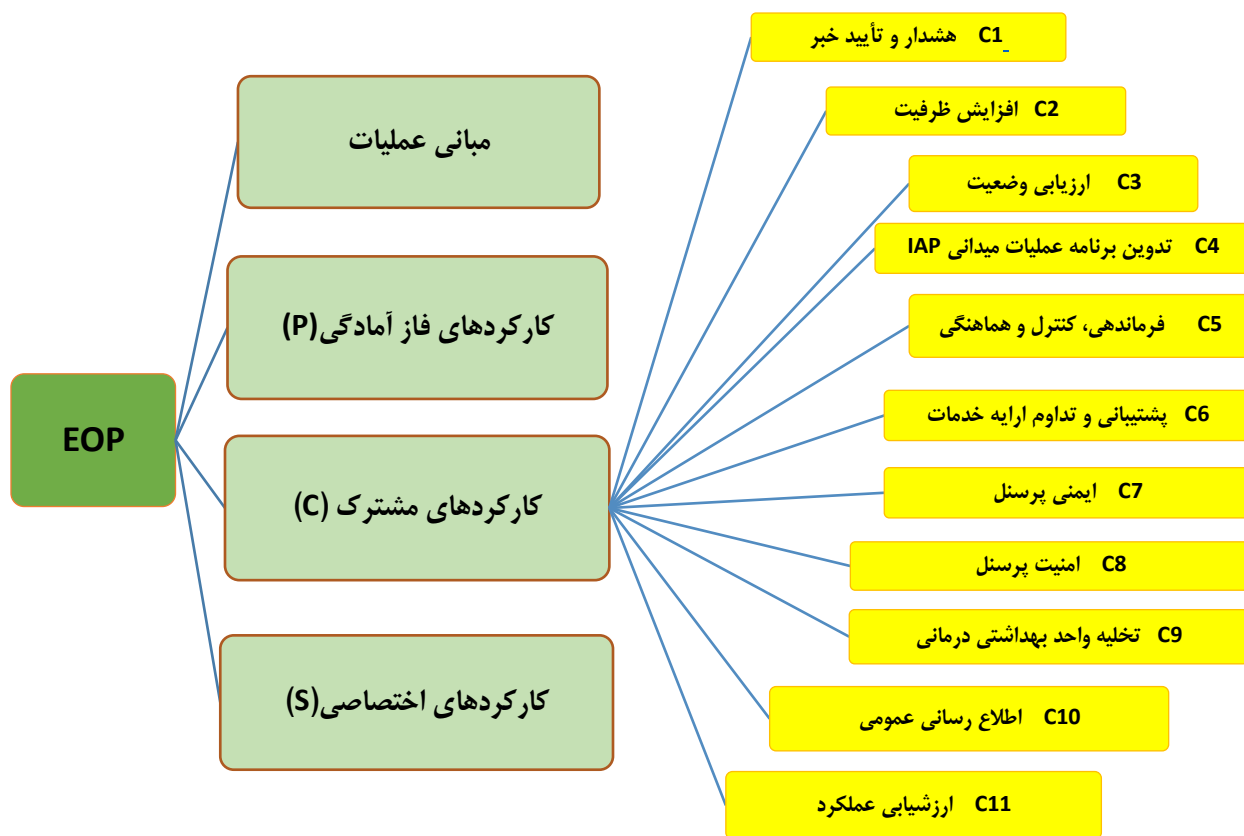 EOP
مبانی عملیات
کارکردهای فاز آمادگی(P)
کارکردهای مشترک (C)
کارکردهای اختصاصی(S)
C1 هشدار و تأیید خبر
C2 افزایش ظرفیت
C3 ارزیابی وضعیت
C4 تدوین برنامه عملیات میدانی IAP
C5 فرماندهی، کنترل و هماهنگی
C6 پشتیبانی و تداوم ارایه خدمات
C7 ایمنی پرسنل
C8 امنیت پرسنل
C9 تخلیه واحد بهداشتی درمانی
C10 اطلاع رسانی عمومی
C11 ارزشیابی عملکرد